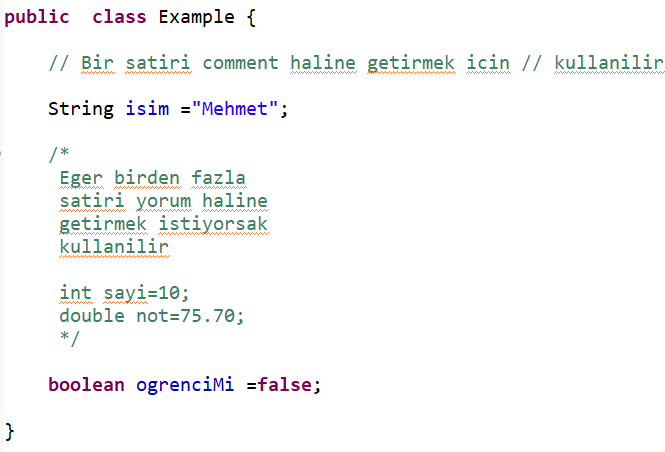 public  class Example {
// Bir satiri comment haline getirmek icin // kullanilir
String isim ="Mehmet";
/*
Eger birden fazla
satiri yorum haline
getirmek istiyorsak
kullanilir
int sayi=10;
double not=75.70;
*/
boolean ogrenciMi =false;
}